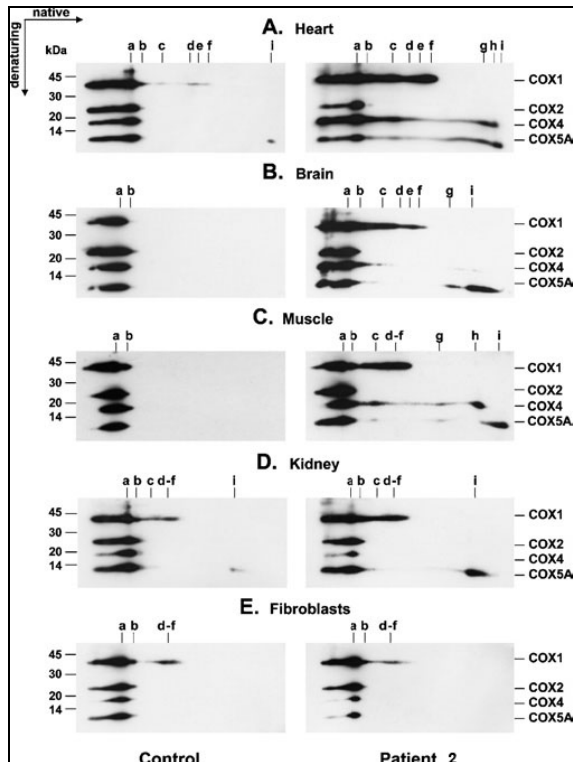 native
denaturing
A. Heart
kDa a b c d e f i a b c d e f g h i
45
30
20
14
COX1
COX2
COX4
COX5A
B. Brain
a b a b c d e f g i
45
30
20
14
COX1
COX2
COX4
COX5A
C. Muscle
a b a b c d-f g h i
45
30
20
14
COX1
COX2
COX4
COX5A
D. Kidney
a b c d-f i a b c d-f i
45
30
20
14
COX1
COX2
COX4
COX5A
E. Fibroblasts
a b d-f a b d-f
45
30
20
14
COX1
COX2
COX4
COX5A
Control Patient 2